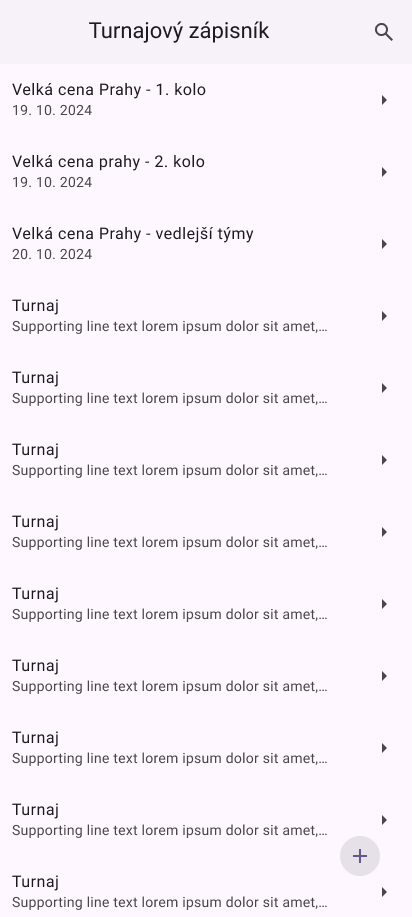 Turnajový zápisník
Velká cena Prahy - 1. kolo
19. 10. 2024
Velká cena prahy - 2. kolo
19. 10. 2024
Velká cena Prahy - vedlejší týmy
20. 10. 2024
Turnaj
Supporting line text lorem ipsum dolor sit amet,...
Turnaj
Supporting line text lorem ipsum dolor sit amet,...
Turnaj
Supporting line text lorem ipsum dolor sit amet,...
Turnaj
Supporting line text lorem ipsum dolor sit amet,...
Turnaj
Supporting line text lorem ipsum dolor sit amet,...
Turnaj
Supporting line text lorem ipsum dolor sit amet,...
Turnaj
Supporting line text lorem ipsum dolor sit amet,...
Turnaj
Supporting line text lorem ipsum dolor sit amet,...
Turnaj
Supporting line text lorem ipsum dolor sit amet,...